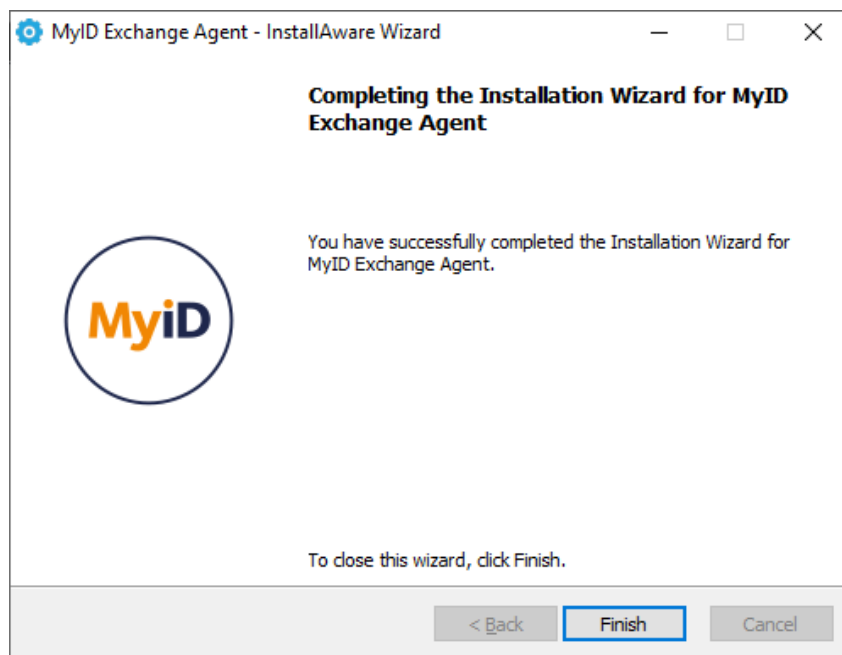 MyID Exchange Agent - InstallAware Wizard
Completing the Installation Wizard for MyID
Exchange Agent
You have successfully completed the Installation Wizard for
MyID Exchange Agent.
MyiD
To close this wizard, click Finish.
< Back
Finish
Cancel